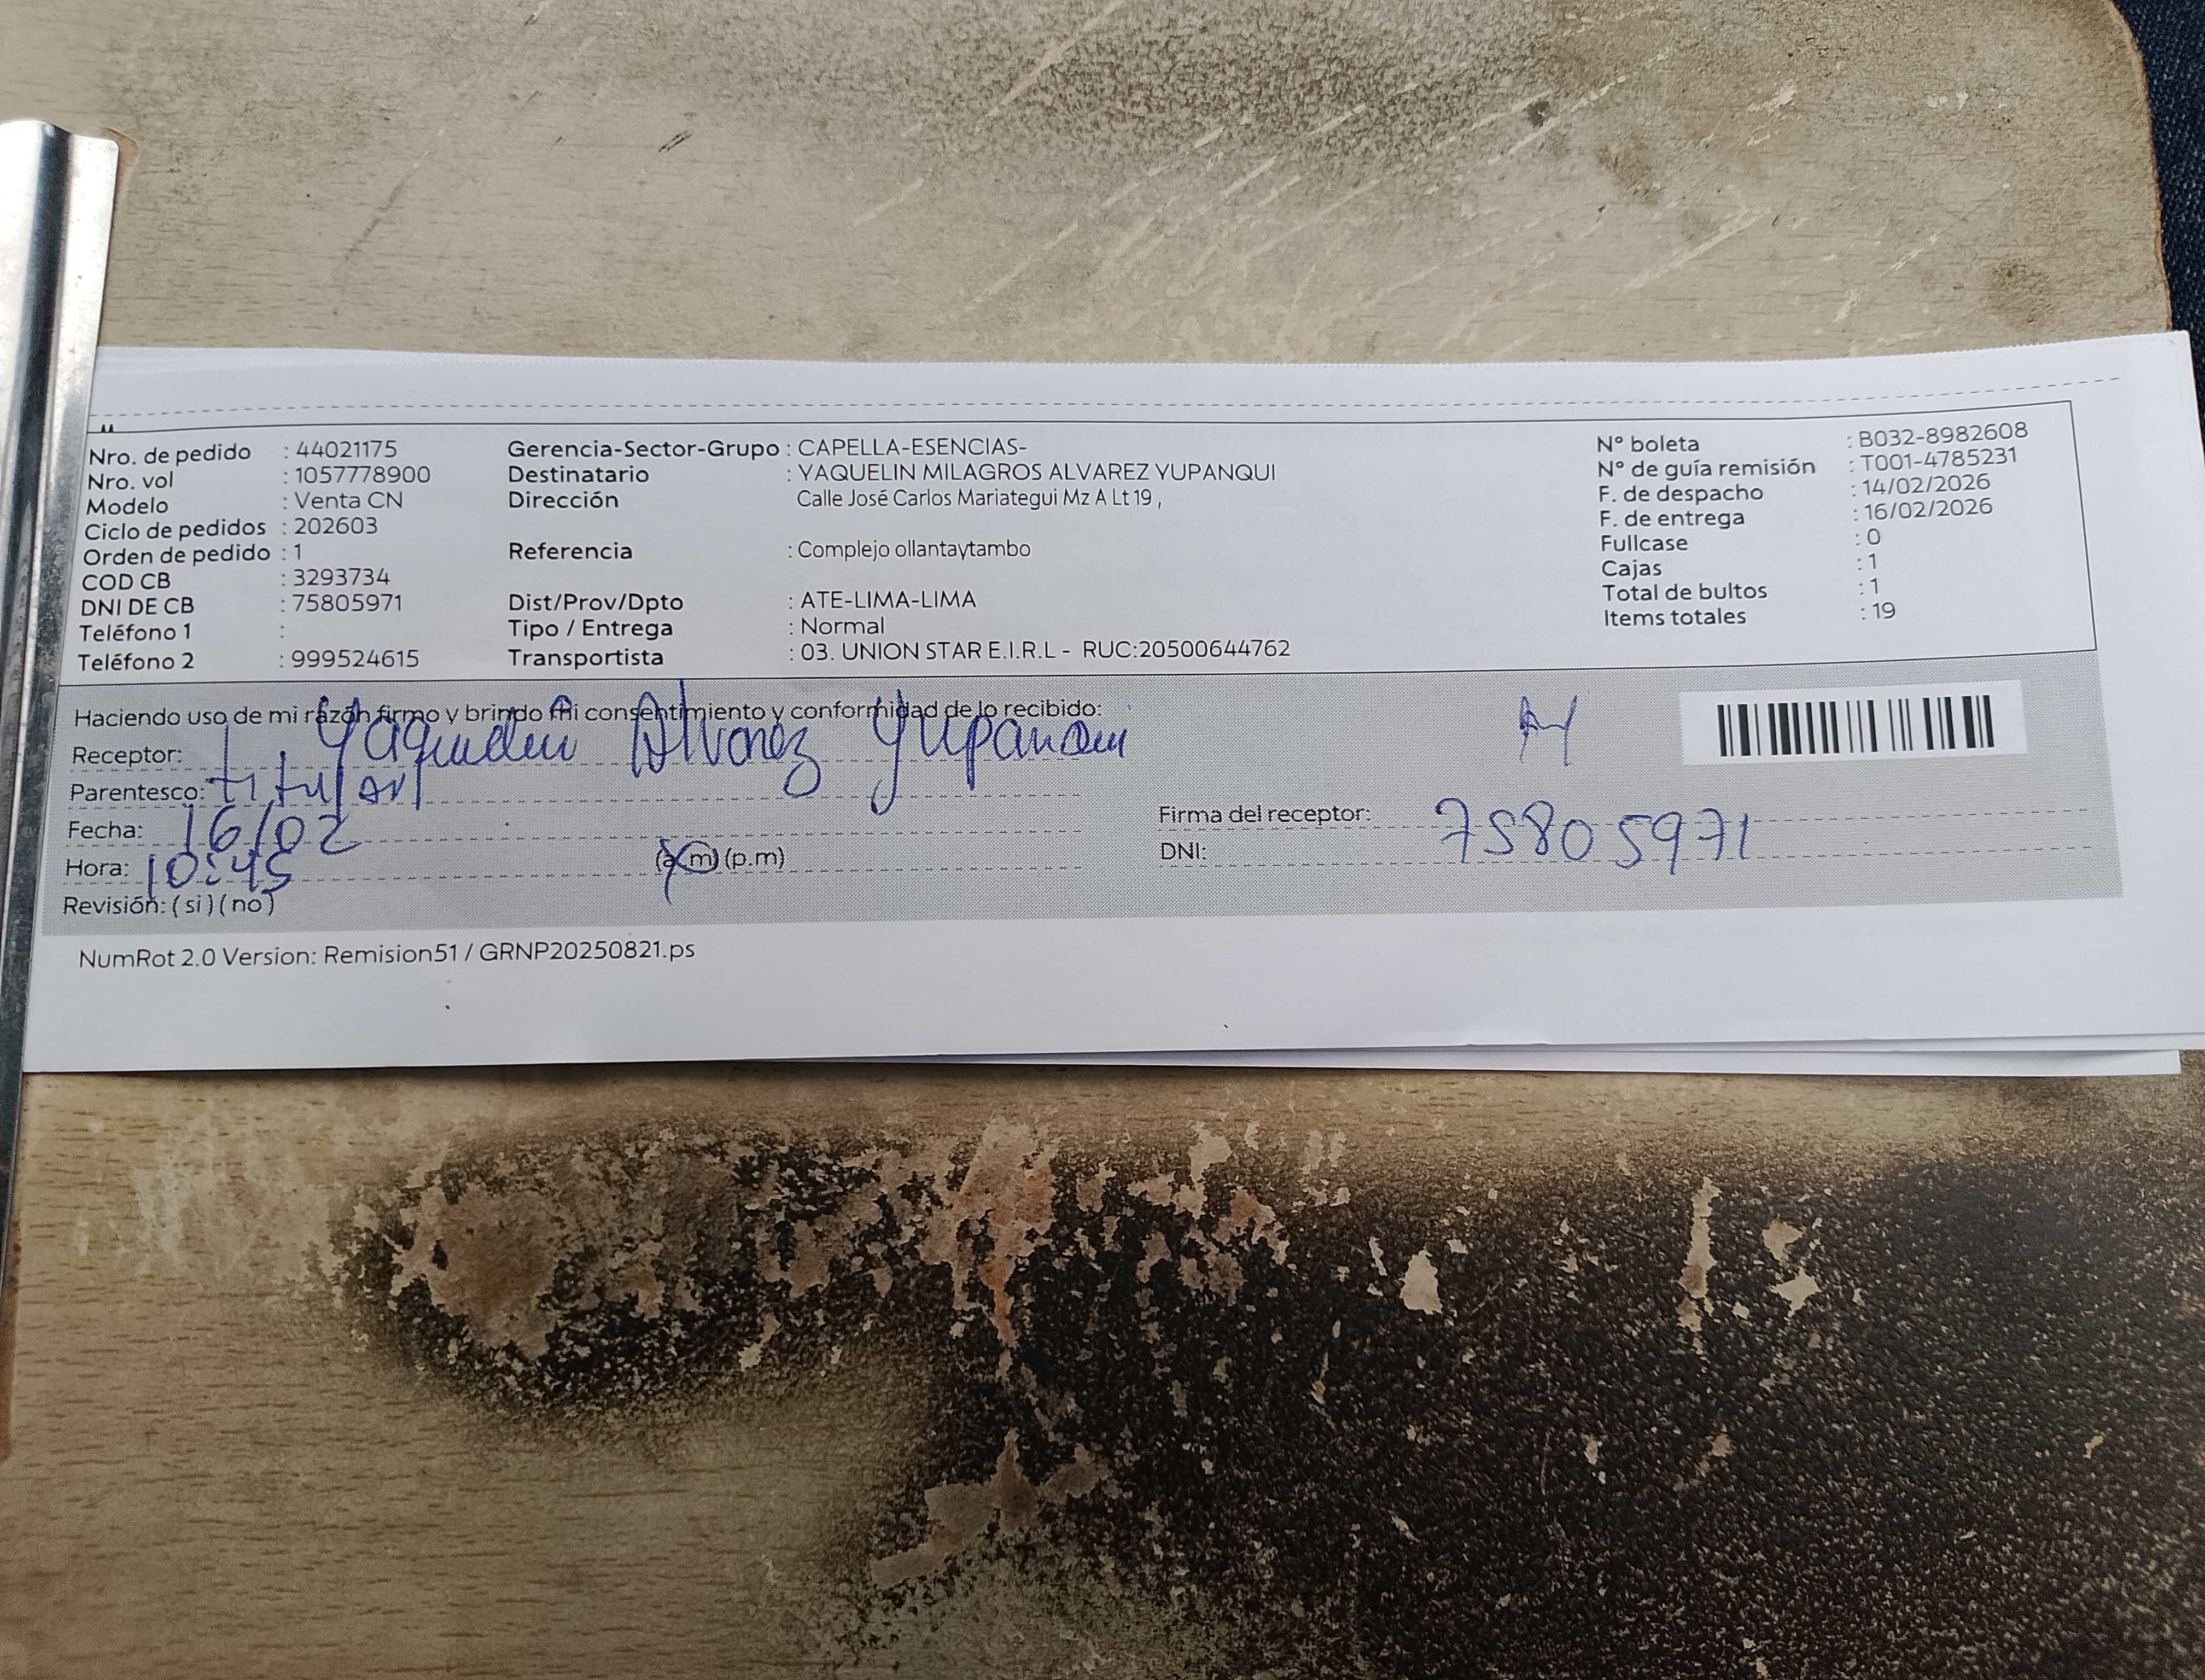 Nro. de pedido : 44021175
Nro. vol : 1057778900
Modelo : Venta CN
Ciclo de pedidos : 202603
Orden de pedido : 1
COD CB : 3293734
DNI DE CB : 75805971
Teléfono 1 :
Teléfono 2 : 999524615
Gerencia-Sector-Grupo : CAPELLA-ESENCIAS-
Destinatario : YAQUELIN MILAGROS ALVAREZ YUPANQUI
Dirección Calle José Carlos Mariategui Mz A Lt 19 ,
Referencia : Complejo ollantaytambo
Dist/Prov/Dpto : ATE-LIMA-LIMA
Tipo / Entrega : Normal
Transportista : 03. UNION STAR E.I.R.L - RUC:20500644762
N° boleta : B032-8982608
N° de guía remisión : T001-4785231
F. de despacho : 14/02/2026
F. de entrega : 16/02/2026
Fullcase : 0
Cajas : 1
Total de bultos : 1
Items totales : 19
Haciendo uso de mi razón firmo y brindo mi consentimiento y conformidad de lo recibido:
Receptor: Alvarez
Parentesco: titular
Fecha: 16/02
Hora: 10:45 (a.m) (p.m)
Revisión: (si) (no)
Firma del receptor:
DNI: 75805971
NumRot 2.0 Version: Remision51 / GRNP20250821.ps